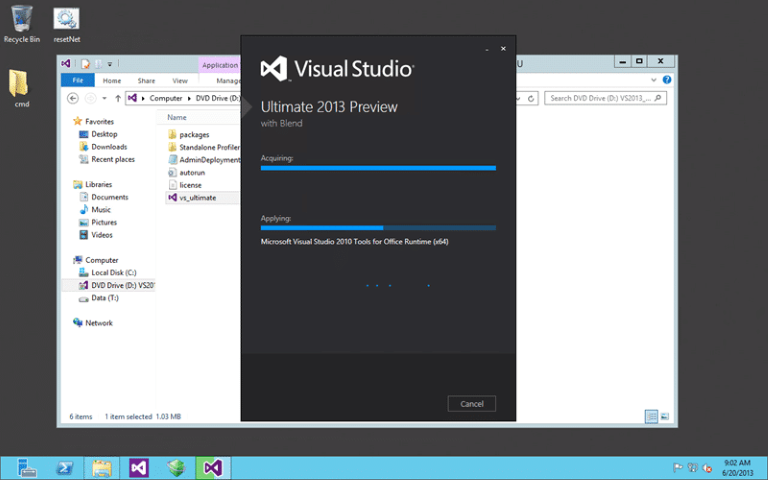 Recycle Bin
resetNet
cmd
Application
U
File
Home
Share
View
Manage
Computer
DVD Drive (D:)
Search DVD Drive (D:) VS2013_...
Favorites
Desktop
Downloads
Recent places
Libraries
Documents
Music
Pictures
Videos
Computer
Local Disk (C:)
DVD Drive (D:) VS201
Data (T:)
Network
Name
packages
Standalone Profiler
AdminDeployment
autorun
license
vs_ultimate
6 items
1 item selected 1.03 MB
Visual Studio
Ultimate 2013 Preview
with Blend
Acquiring:
Applying:
Microsoft Visual Studio 2010 Tools for Office Runtime (x64)
Cancel
9:02 AM
6/20/2013